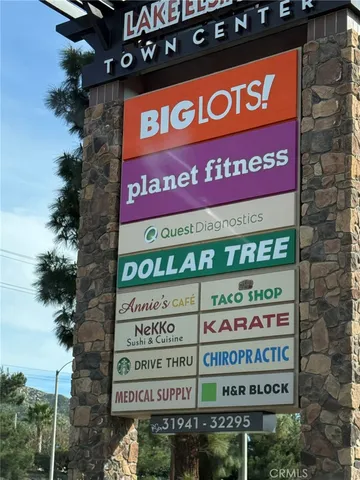 LAKE
TOWN CENTER
BIG LOTS!
planet fitness
Quest Diagnostics
DOLLAR TREE
Annie's CAFÉ
TACO SHOP
NeKKo
Sushi & Cuisine
KARATE
DRIVE THRU
CHIROPRACTIC
MEDICAL SUPPLY
H&R BLOCK
31941 - 32295
CRMLS